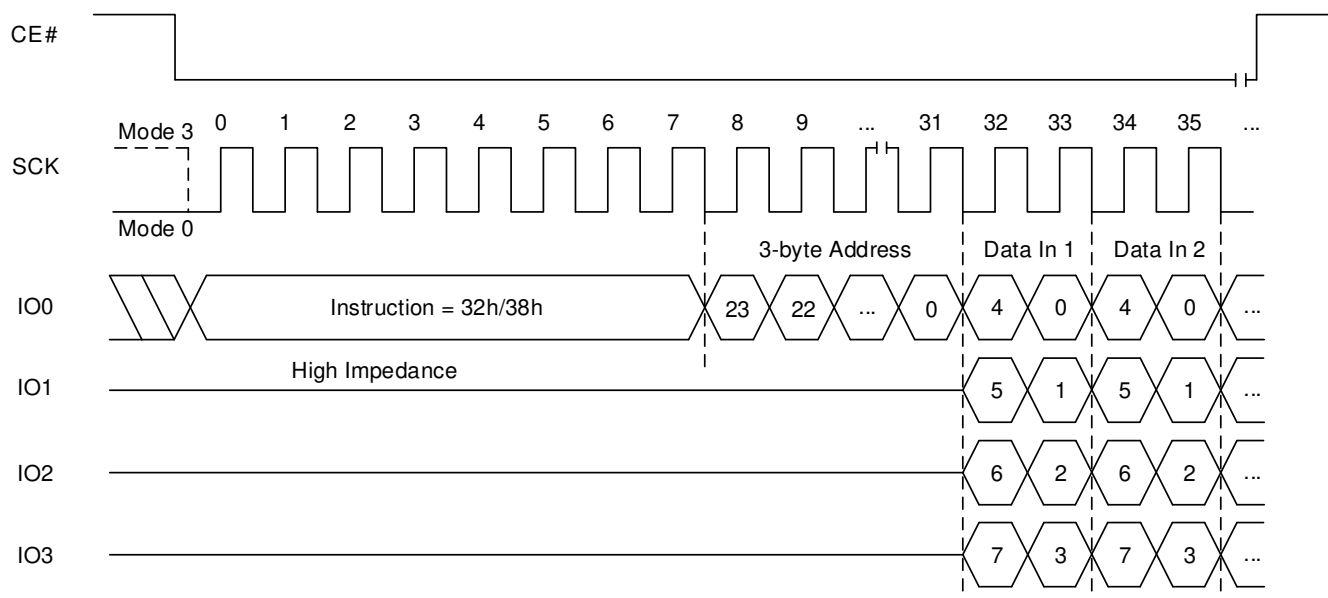 CE#
Mode 3 0 1 2 3 4 5 6 7 8 9 ... 31 32 33 34 35 ...
SCK
Mode 0
3-byte Address Data In 1 Data In 2
IO0 Instruction = 32h/38h 23 22 ... 0 4 0 4 0 ...
High Impedance
IO1 5 1 5 1 ...
IO2 6 2 6 2 ...
IO3 7 3 7 3 ...